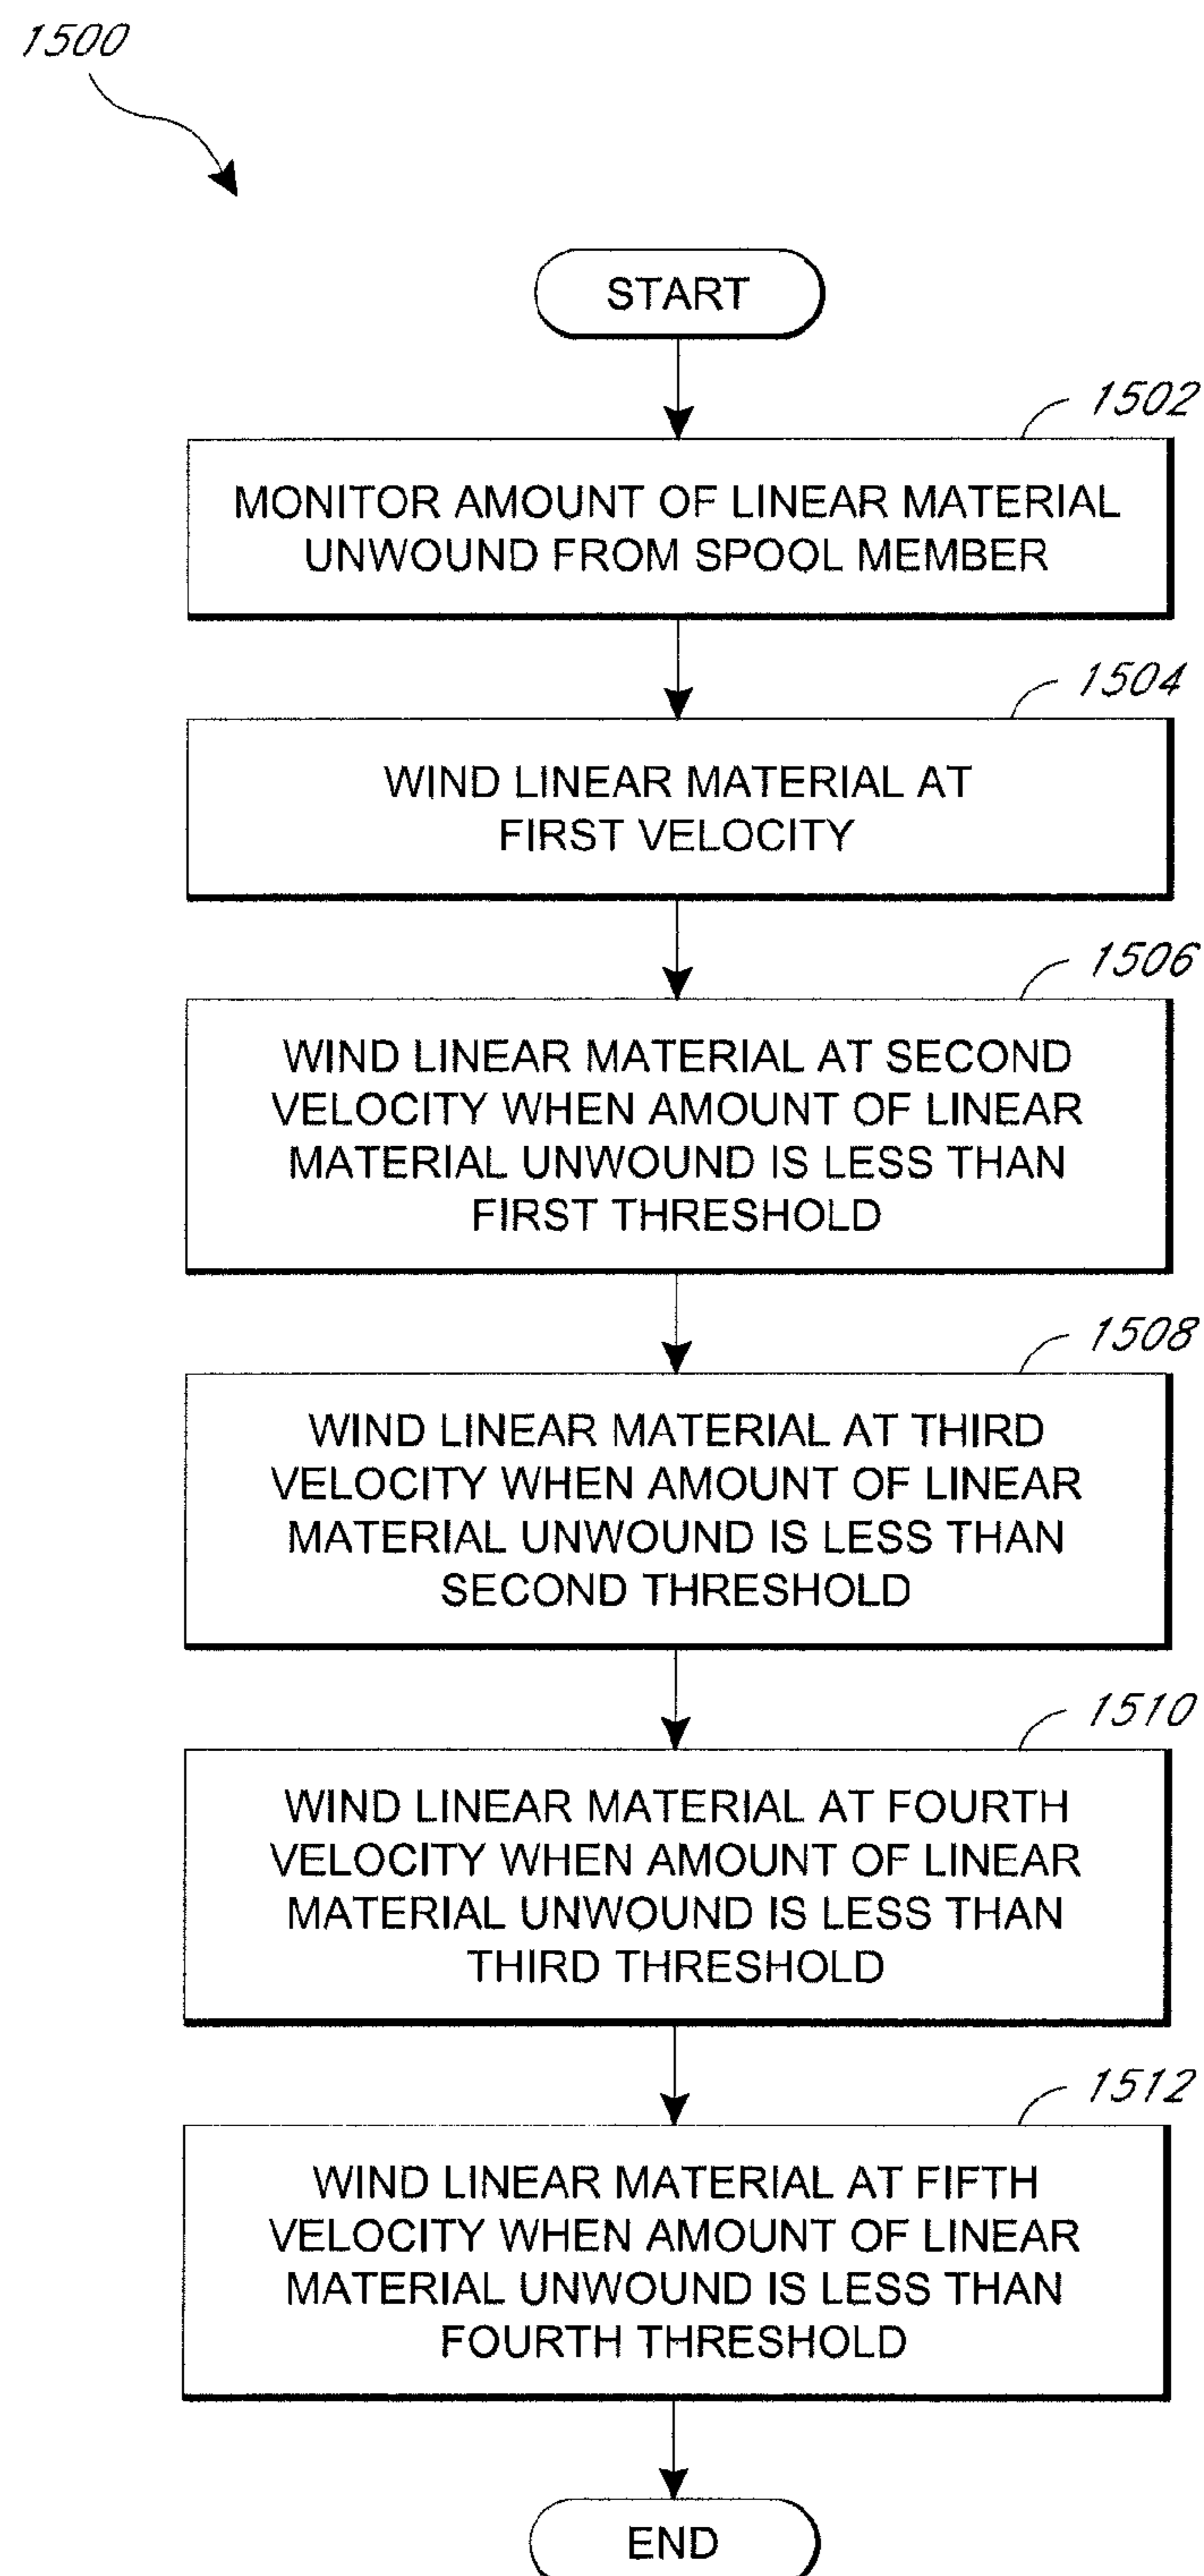 1500
START
1502
MONITOR AMOUNT OF LINEAR MATERIAL
UNWOUND FROM SPOOL MEMBER
1504
WIND LINEAR MATERIAL AT
FIRST VELOCITY
1506
WIND LINEAR MATERIAL AT SECOND
VELOCITY WHEN AMOUNT OF LINEAR
MATERIAL UNWOUND IS LESS THAN
FIRST THRESHOLD
1508
WIND LINEAR MATERIAL AT THIRD
VELOCITY WHEN AMOUNT OF LINEAR
MATERIAL UNWOUND IS LESS THAN
SECOND THRESHOLD
1510
WIND LINEAR MATERIAL AT FOURTH
VELOCITY WHEN AMOUNT OF LINEAR
MATERIAL UNWOUND IS LESS THAN
THIRD THRESHOLD
1512
WIND LINEAR MATERIAL AT FIFTH
VELOCITY WHEN AMOUNT OF LINEAR
MATERIAL UNWOUND IS LESS THAN
FOURTH THRESHOLD
END